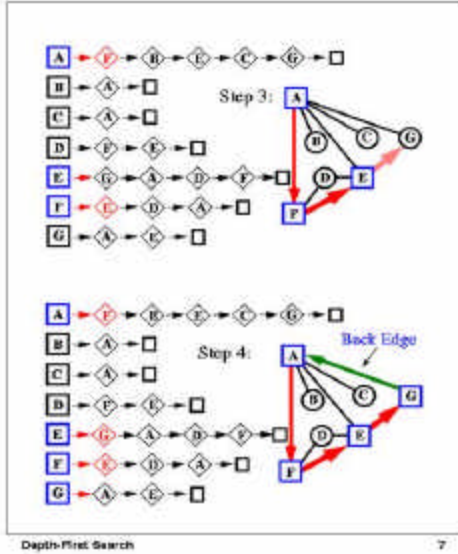 A F B E C G
B A
C A
D F E
E G A D F
F E D A
G A E
Step 3:
A
B
C
G
D
E
F
A F B E C G
B A
C A
D F E
E G A D F
F E D A
G A E
Step 4:
Back Edge
A
B
C
G
D
E
F
Depth-First Search 7